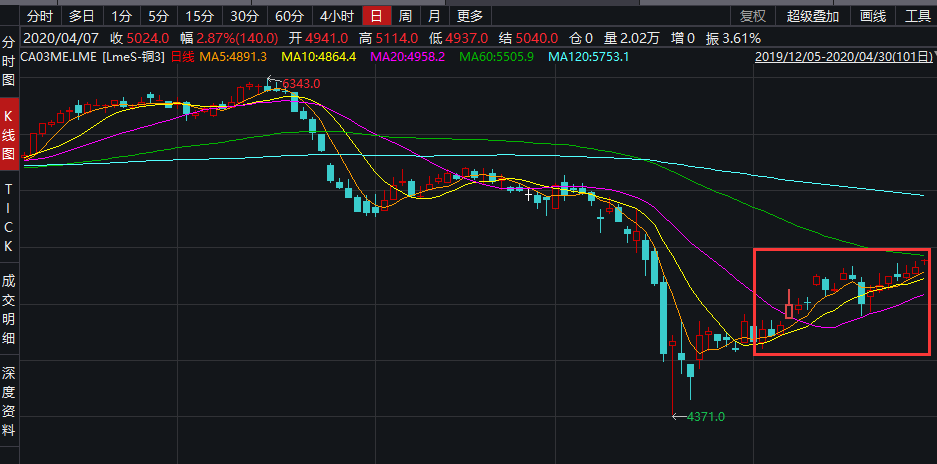 分时 多日 1分 5分 15分 30分 60分 4小时 日 周 月 更多 复权 超级叠加 画线 工具
2020/04/07 收 5024.0 幅 2.87%(140.0) 开 4941.0 高 5114.0 低 4937.0 结 5040.0 仓 0 量 2.02万 增 0 振 3.61%
CA03ME.LME [LmeS-铜3] 日线 MA5:4891.3 MA10:4864.4 MA20:4958.2 MA60:5505.9 MA120:5753.1 2019/12/05-2020/04/30(101日)
分时图
K线图
TICK
成交明细
深度资料
6343.0
4371.0